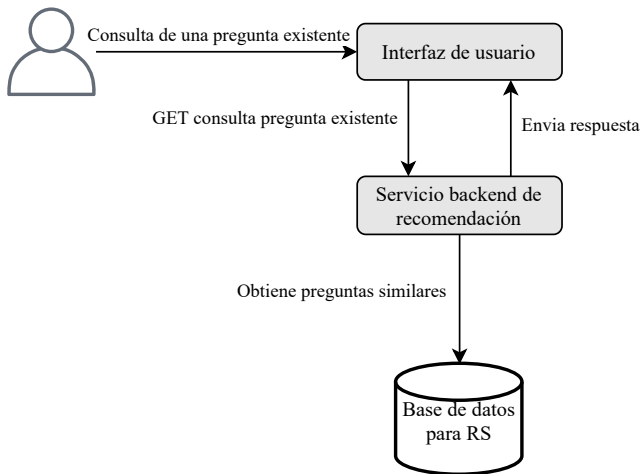 Consulta de una pregunta existente
Interfaz de usuario
GET consulta pregunta existente
Envia respuesta
Servicio backend de
recomendación
Obtiene preguntas similares
Base de datos
para RS